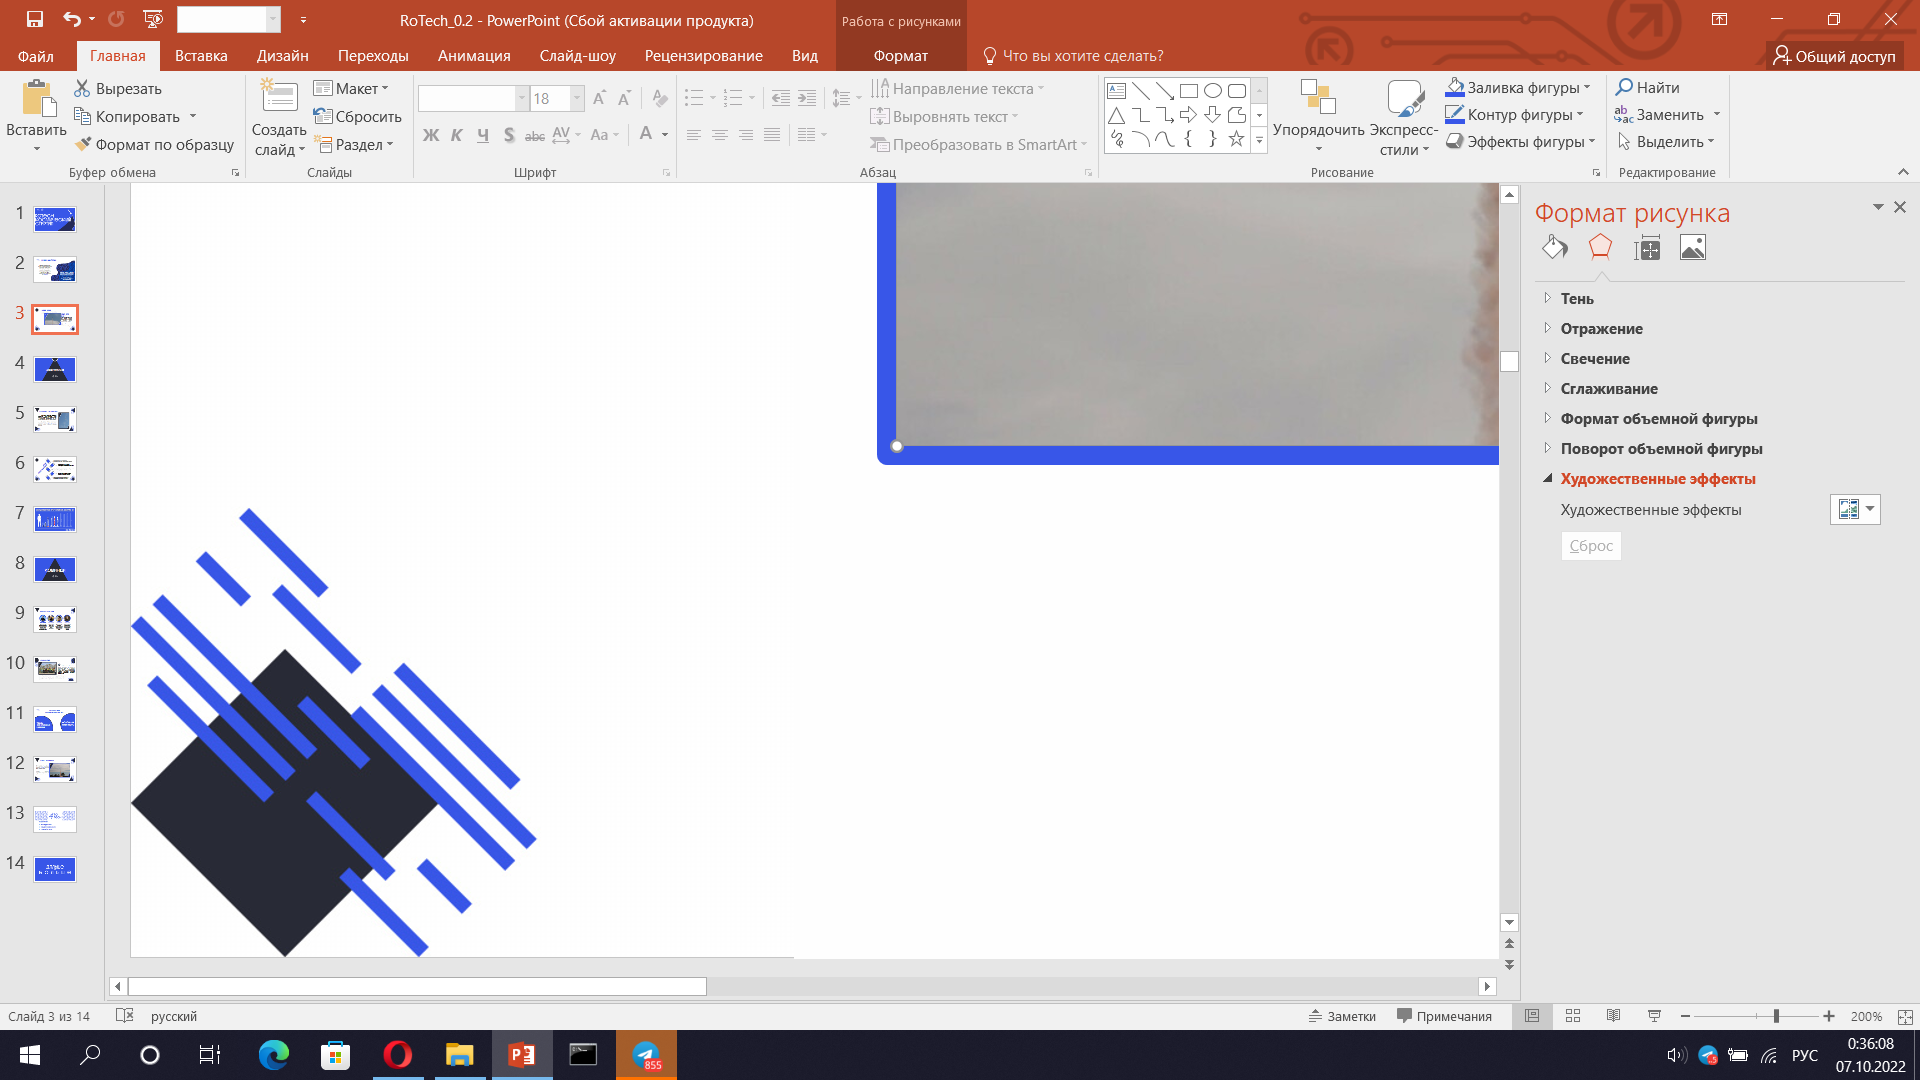 RoTech_0.2 - PowerPoint (Сбой активации продукта)
Работа с рисунками
Файл
Главная
Вставка
Дизайн
Переходы
Анимация
Слайд-шоу
Рецензирование
Вид
Формат
Что вы хотите сделать?
Общий доступ
Вставить
Вырезать
Копировать
Формат по образцу
Буфер обмена
Создать
слайд
Макет
Сбросить
Раздел
Слайды
18
Ж К Ч S abc AV Aa А
Шрифт
Направление текста
Выровнять текст
Преобразовать в SmartArt
Абзац
Упорядочить
Экспресс-
стили
Заливка фигуры
Контур фигуры
Эффекты фигуры
Рисование
Найти
Заменить
Выделить
Редактирование
1
2
3
4
5
6
7
8
9
10
11
12
13
14
Формат рисунка
Тень
Отражение
Свечение
Сглаживание
Формат объемной фигуры
Поворот объемной фигуры
Художественные эффекты
Художественные эффекты
Сброс
Слайд 3 из 14
русский
Заметки
Примечания
200%
855
РУС
0:36:08
07.10.2022